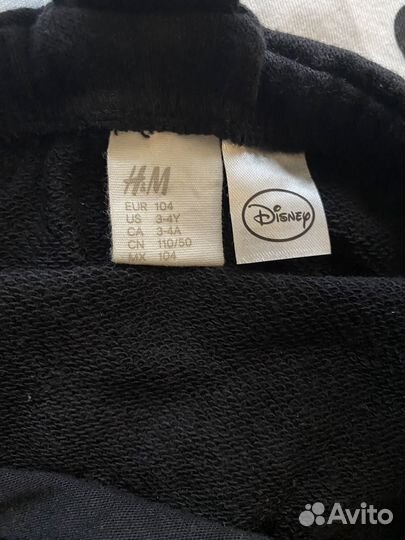 H&M
EUR 104
US 3-4Y
CA 3-4A
CN 110/50
MX 104
Disney
Avito